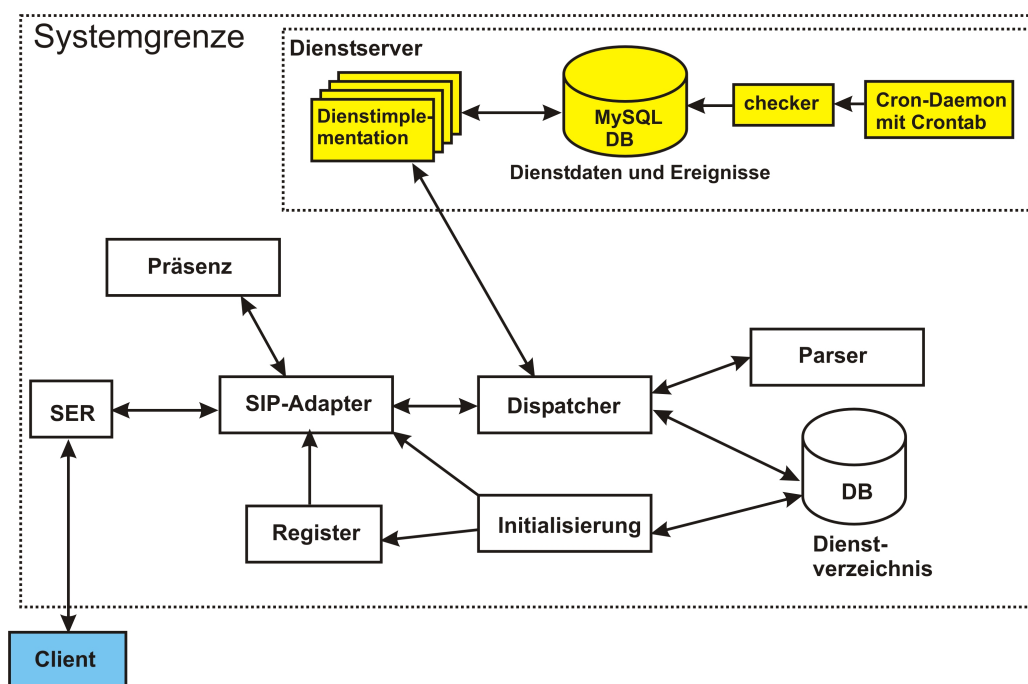 Systemgrenze
Dienstserver
Dienstimple-
mentation
MySQL
DB
checker
Cron-Daemon
mit Crontab
Dienstdaten und Ereignisse
Präsenz
Parser
SER
SIP-Adapter
Dispatcher
DB
Register
Initialisierung
Dienst-
verzeichnis
Client